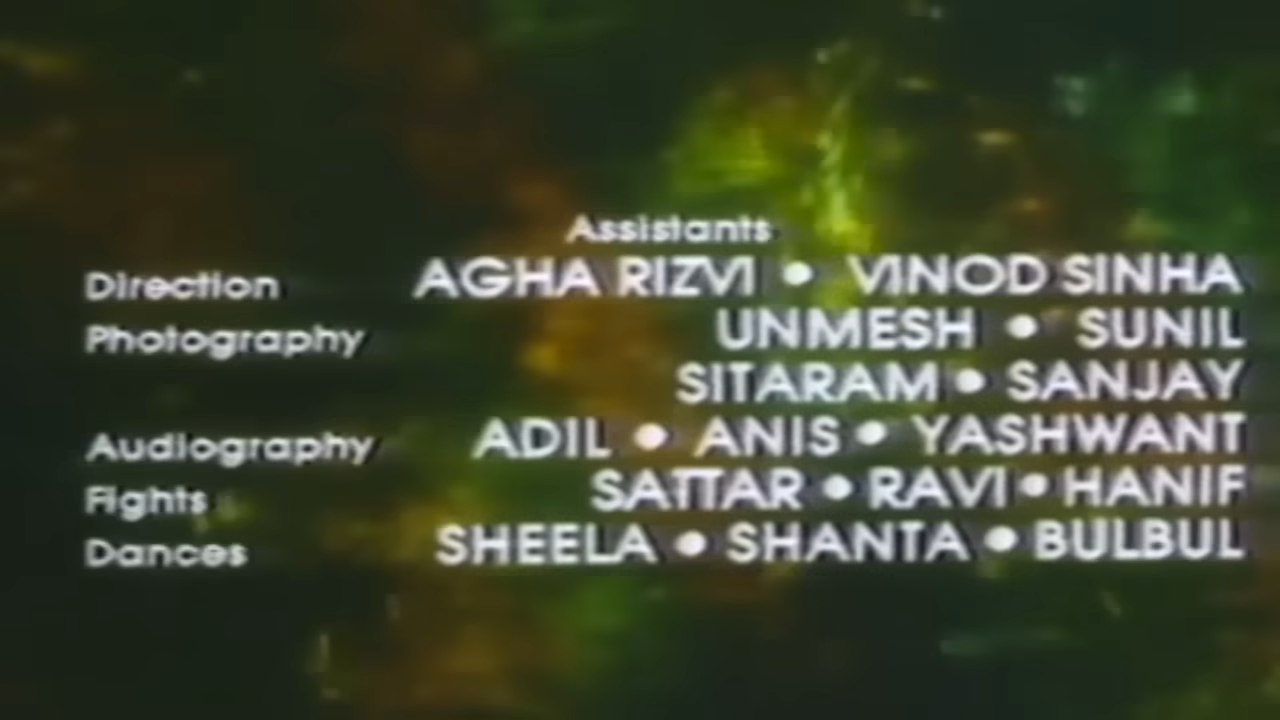 Assistants
Direction AGHA RIZVI • VINOD SINHA
Photography UNMESH • SUNIL
SITARAM • SANJAY
Audiography ADIL • ANIS • YASHWANT
Fights SATTAR • RAVI • HANIF
Dances SHEELA • SHANTA • BULBUL